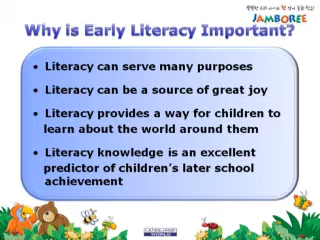 JAMBOREE
Why is Early Literacy Important?
• Literacy can serve many purposes
• Literacy can be a source of great joy
• Literacy provides a way for children to
learn about the world around them
• Literacy knowledge is an excellent
predictor of children's later school
achievement
LANGUAGE
WORLD